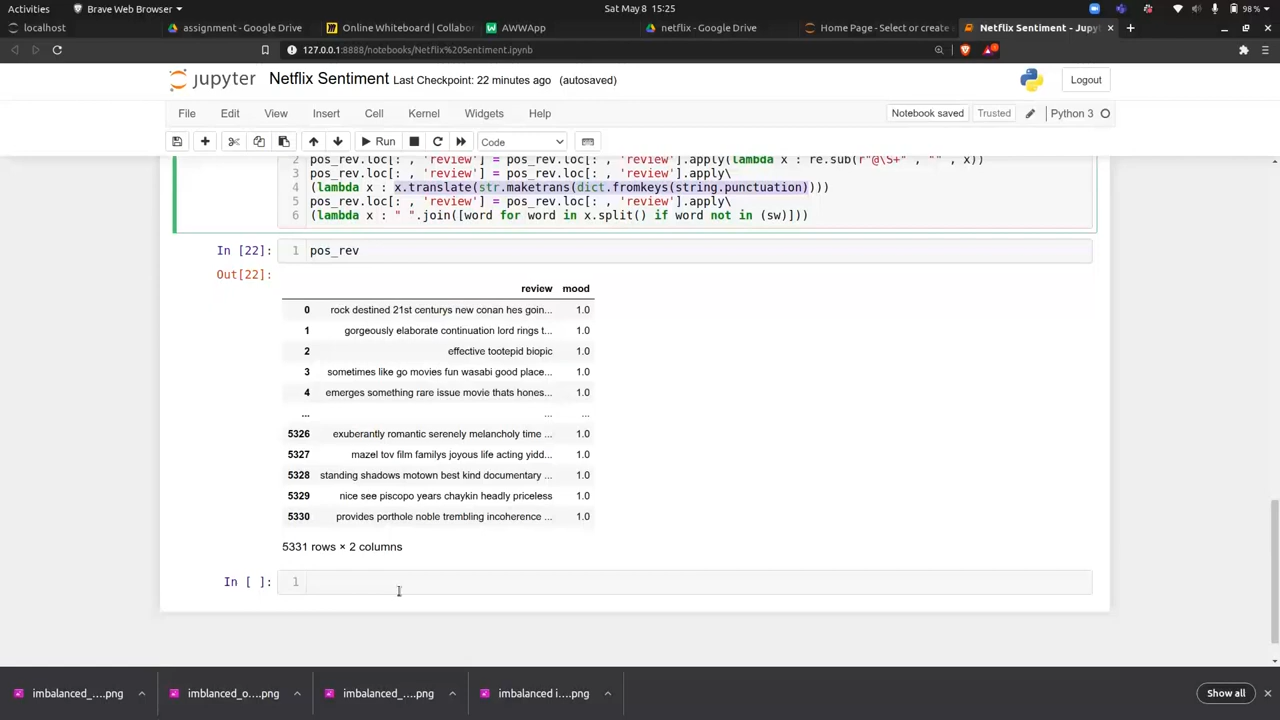 Activities Brave Web Browser Sat May 8 15:25 98%
localhost assignment - Google Drive Online Whiteboard | Collabor AWWApp netflix - Google Drive Home Page - Select or create Netflix Sentiment - Jupyt
127.0.0.1:8888/notebooks/Netflix%20Sentiment.ipynb
jupyter Netflix Sentiment Last Checkpoint: 22 minutes ago (autosaved) Logout
File Edit View Insert Cell Kernel Widgets Help Notebook saved Trusted Python 3
Run Code
2 pos_rev.loc[: , 'review'] = pos_rev.loc[: , 'review'].apply(lambda x : re.sub(r"@\S+" , "" , x))
3 pos_rev.loc[: , 'review'] = pos_rev.loc[: , 'review'].apply\
4 (lambda x : x.translate(str.maketrans(dict.fromkeys(string.punctuation))))
5 pos_rev.loc[: , 'review'] = pos_rev.loc[: , 'review'].apply\
6 (lambda x : " ".join([word for word in x.split() if word not in (sw)]))
In [22]: 1 pos_rev
Out[22]:
review mood
0 rock destined 21st centurys new conan hes goin... 1.0
1 gorgeously elaborate continuation lord rings t... 1.0
2 effective tootepid biopic 1.0
3 sometimes like go movies fun wasabi good place... 1.0
4 emerges something rare issue movie thats hones... 1.0
... ... ...
5326 exuberantly romantic serenely melancholy time ... 1.0
5327 mazel tov film familys joyous life acting yidd... 1.0
5328 standing shadows motown best kind documentary ... 1.0
5329 nice see piscopo years chaykin headly priceless 1.0
5330 provides porthole noble trembling incoherence ... 1.0
5331 rows × 2 columns
In [ ]: 1
imbalanced_....png imblanced_o....png imbalanced_....png imbalanced i....png Show all